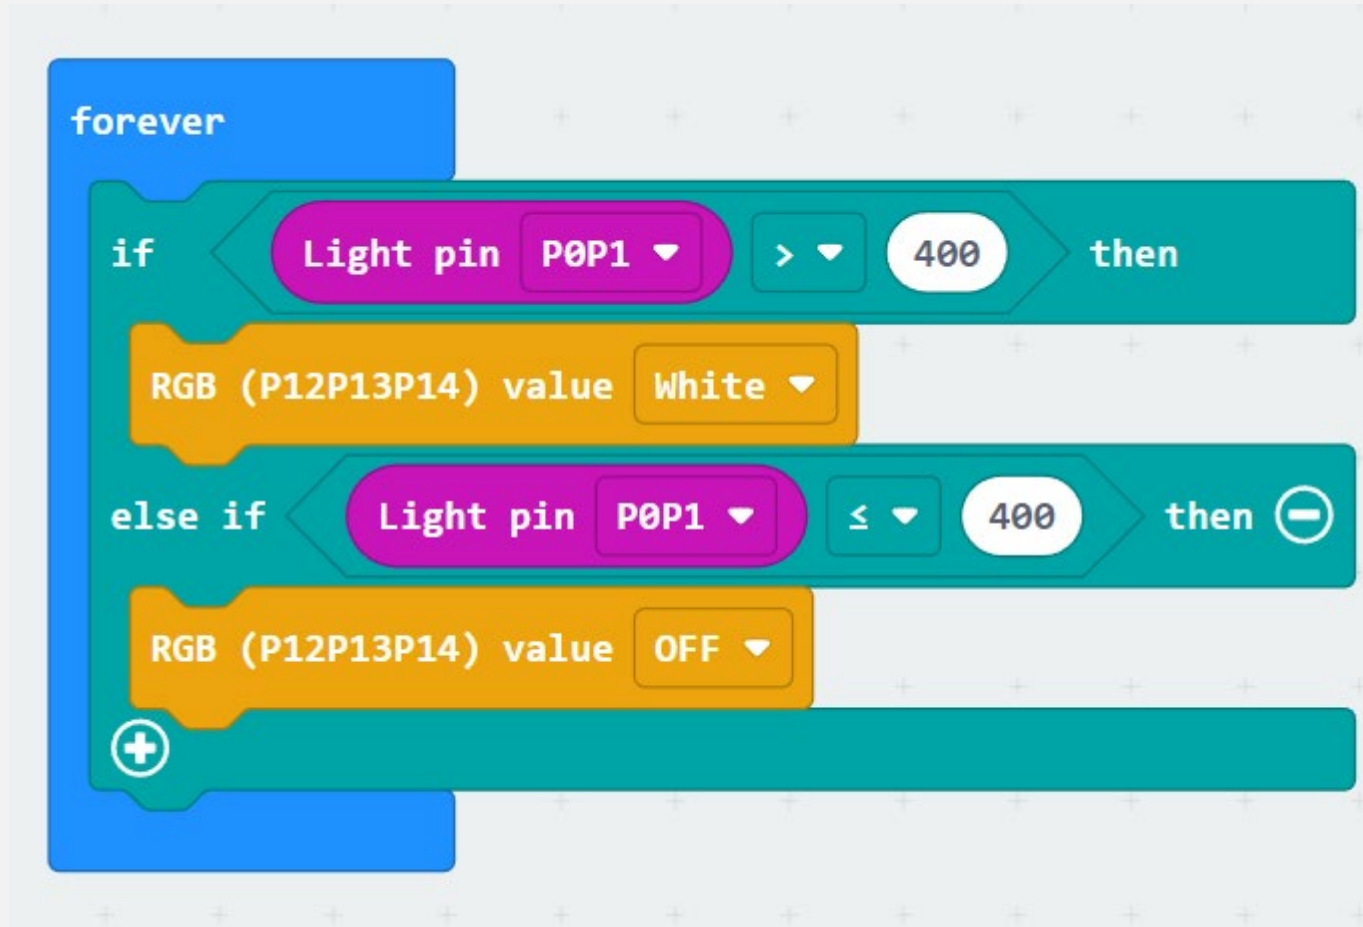 forever
if Light pin P0P1 > 400 then
RGB (P12P13P14) value White
else if Light pin P0P1 ≤ 400 then
RGB (P12P13P14) value OFF